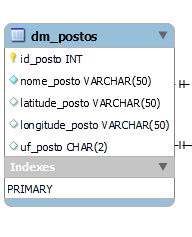 dm_postos
id_posto INT
nome_posto VARCHAR(50)
latitude_posto VARCHAR(50)
longitude_posto VARCHAR(50)
uf_posto CHAR(2)
Indexes
PRIMARY